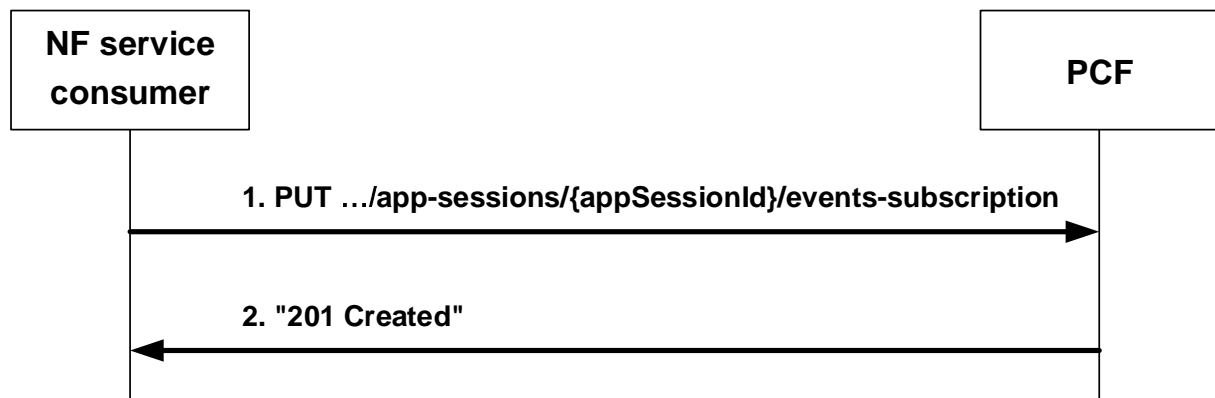 NF service
consumer
PCF
1. PUT …/app-sessions/{appSessionId}/events-subscription
2. "201 Created"